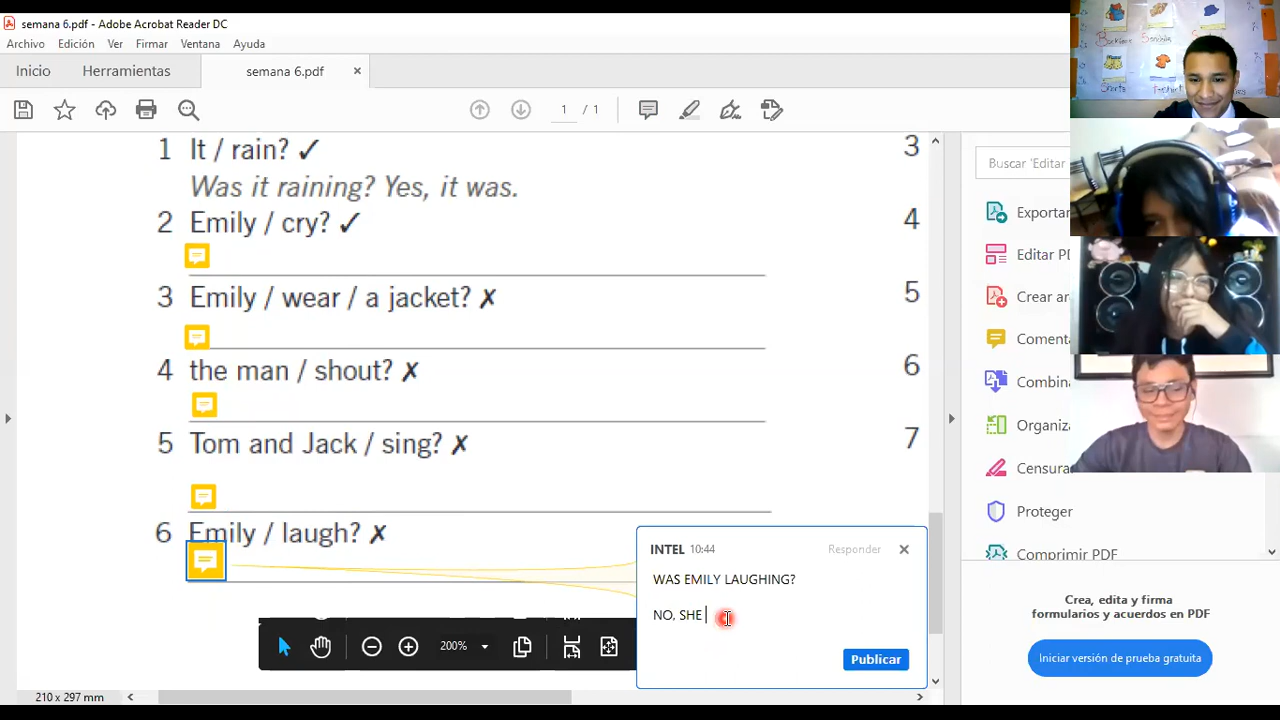 semana 6.pdf - Adobe Acrobat Reader DC
Archivo Edición Ver Firmar Ventana Ayuda
Inicio Herramientas semana 6.pdf ×
1 / 1
1 It / rain? ✓ 3
Was it raining? Yes, it was.
2 Emily / cry? ✓ 4
3 Emily / wear / a jacket? ✗ 5
4 the man / shout? ✗ 6
5 Tom and Jack / sing? ✗ 7
6 Emily / laugh? ✗
INTEL 10:44 Responder ×
WAS EMILY LAUGHING?
NO, SHE
Publicar
200%
210 x 297 mm
Buscar 'Editar
Exportar
Editar PD
Crear ar
Comenta
Combina
Organiza
Censura
Proteger
Comprimir PDF
Crea, edita y firma
formularios y acuerdos en PDF
Iniciar versión de prueba gratuita